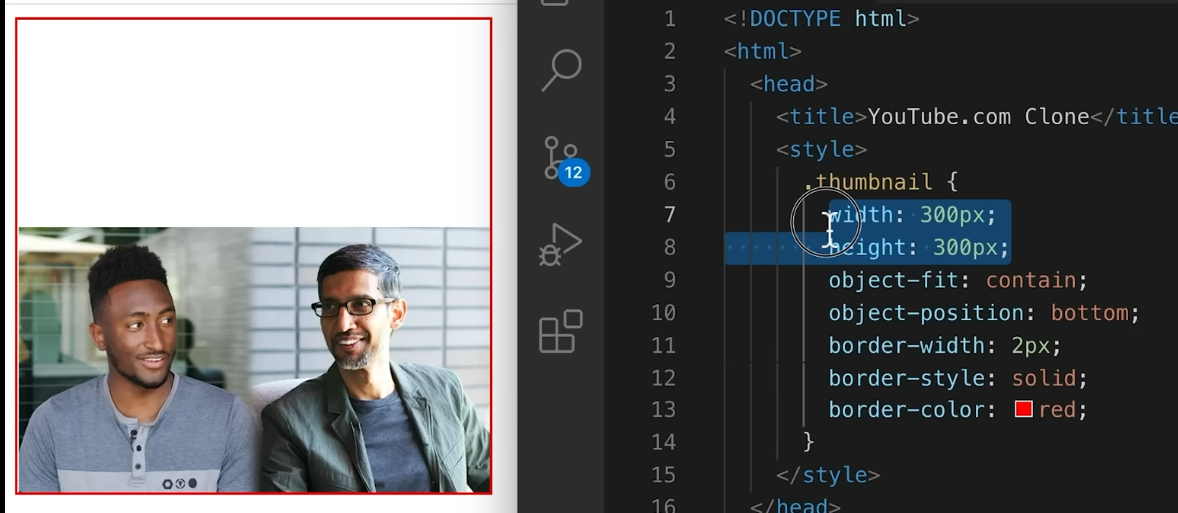 1 <!DOCTYPE html>
2 <html>
3 <head>
4 <title>YouTube.com Clone</title
5 <style>
6 .thumbnail {
7 width: 300px;
8 height: 300px;
9 object-fit: contain;
10 object-position: bottom;
11 border-width: 2px;
12 border-style: solid;
13 border-color: red;
14 }
15 </style>
16 </head>
12